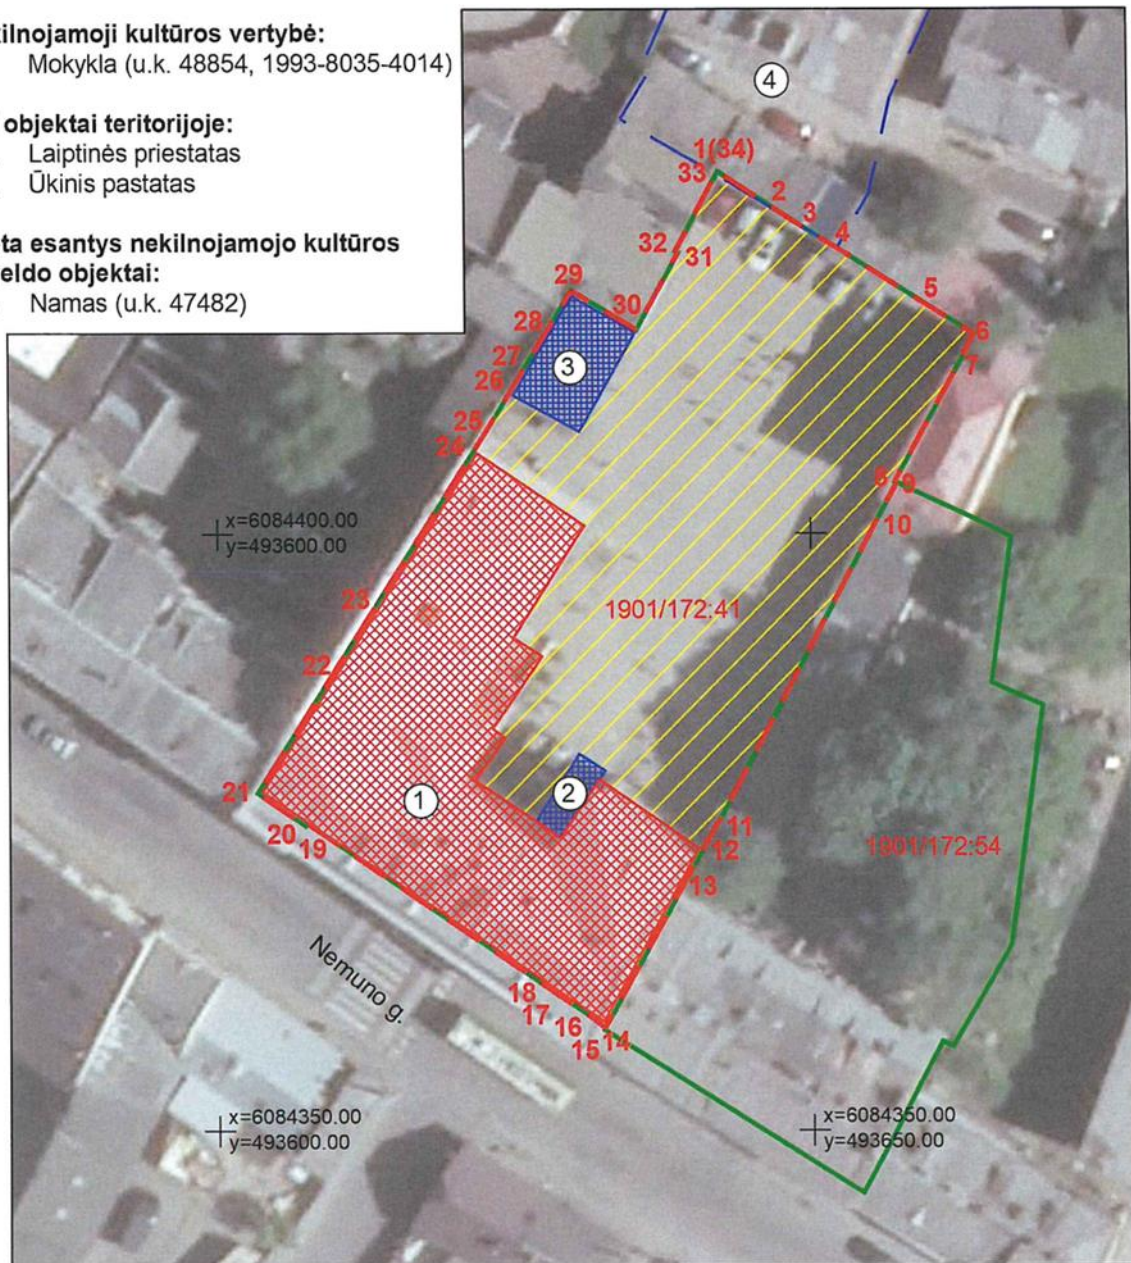 kilnojamoji kultūros vertybė:
Mokykla (u.k. 48854, 1993-8035-4014)
objektai teritorijoje:
Laiptinės priestatas
Ūkinis pastatas
ta esantys nekilnojamojo kultūros
eldo objektai:
Namas (u.k. 47482)
4
1(34)
33
2
3
4
32
31
29
5
30
28
6
7
27
3
26
25
24
8
9
10
x=6084400.00
y=493600.00
23
1901/172:41
22
21
1
2
20
19
11
12
1901/172:54
13
Nemuno g.
18
17
16
15
14
x=6084350.00
y=493600.00
x=6084350.00
y=493650.00